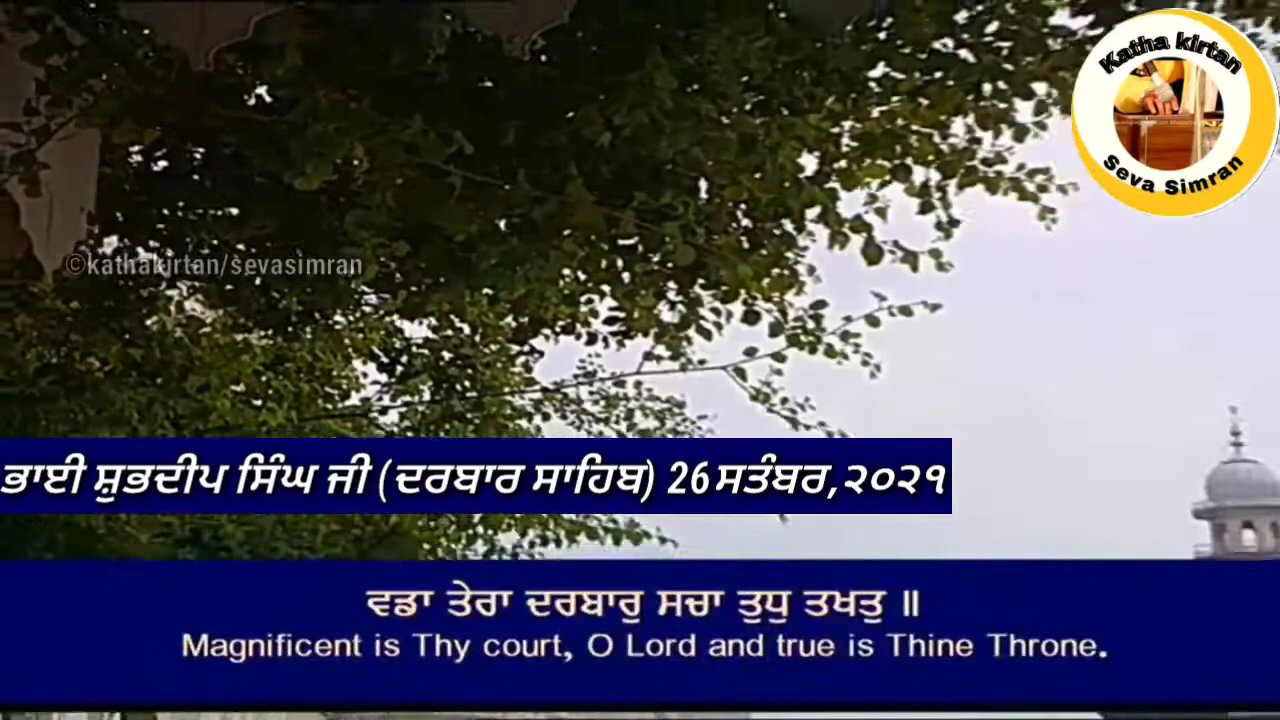 Katha kirtan
Seva Simran
©kathakirtan/sevasimran
ਭਾਈ ਸ਼ੁਭਦੀਪ ਸਿੰਘ ਜੀ (ਦਰਬਾਰ ਸਾਹਿਬ) 26 ਸਤੰਬਰ,੨੦੨੧
ਵਡਾ ਤੇਰਾ ਦਰਬਾਰੁ ਸਚਾ ਤੁਧੁ ਤਖਤੁ ॥
Magnificent is Thy court, O Lord and true is Thine Throne.